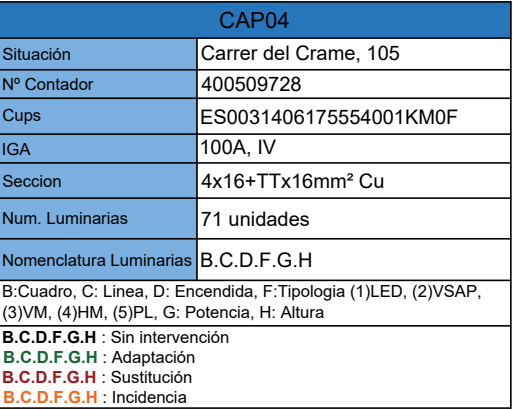 CAP04
Situación Carrer del Crame, 105
Nº Contador 400509728
Cups ES0031406175554001KM0F
IGA 100A, IV
Seccion 4x16+TTx16mm² Cu
Num. Luminarias 71 unidades
Nomenclatura Luminarias B.C.D.F.G.H
B:Cuadro, C: Linea, D: Encendida, F:Tipologia (1)LED, (2)VSAP,
(3)VM, (4)HM, (5)PL, G: Potencia, H: Altura
B.C.D.F.G.H : Sin intervención
B.C.D.F.G.H : Adaptación
B.C.D.F.G.H : Sustitución
B.C.D.F.G.H : Incidencia